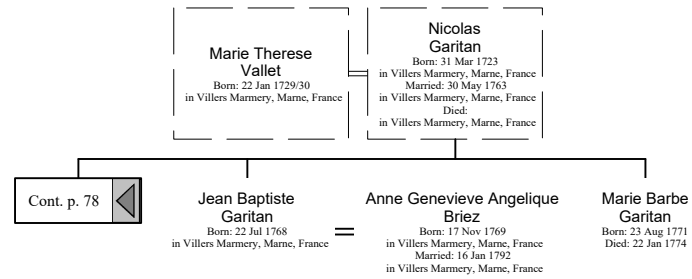 Marie Therese
Vallet
Born: 22 Jan 1729/30
in Villers Marmery, Marne, France
Nicolas
Garitan
Born: 31 Mar 1723
in Villers Marmery, Marne, France
Married: 30 May 1763
in Villers Marmery, Marne, France
Died:
in Villers Marmery, Marne, France
Cont. p. 78
Jean Baptiste
Garitan
Born: 22 Jul 1768
in Villers Marmery, Marne, France
Anne Genevieve Angelique
Briez
Born: 17 Nov 1769
in Villers Marmery, Marne, France
Married: 16 Jan 1792
in Villers Marmery, Marne, France
Marie Barbe
Garitan
Born: 23 Aug 1771
Died: 22 Jan 1774